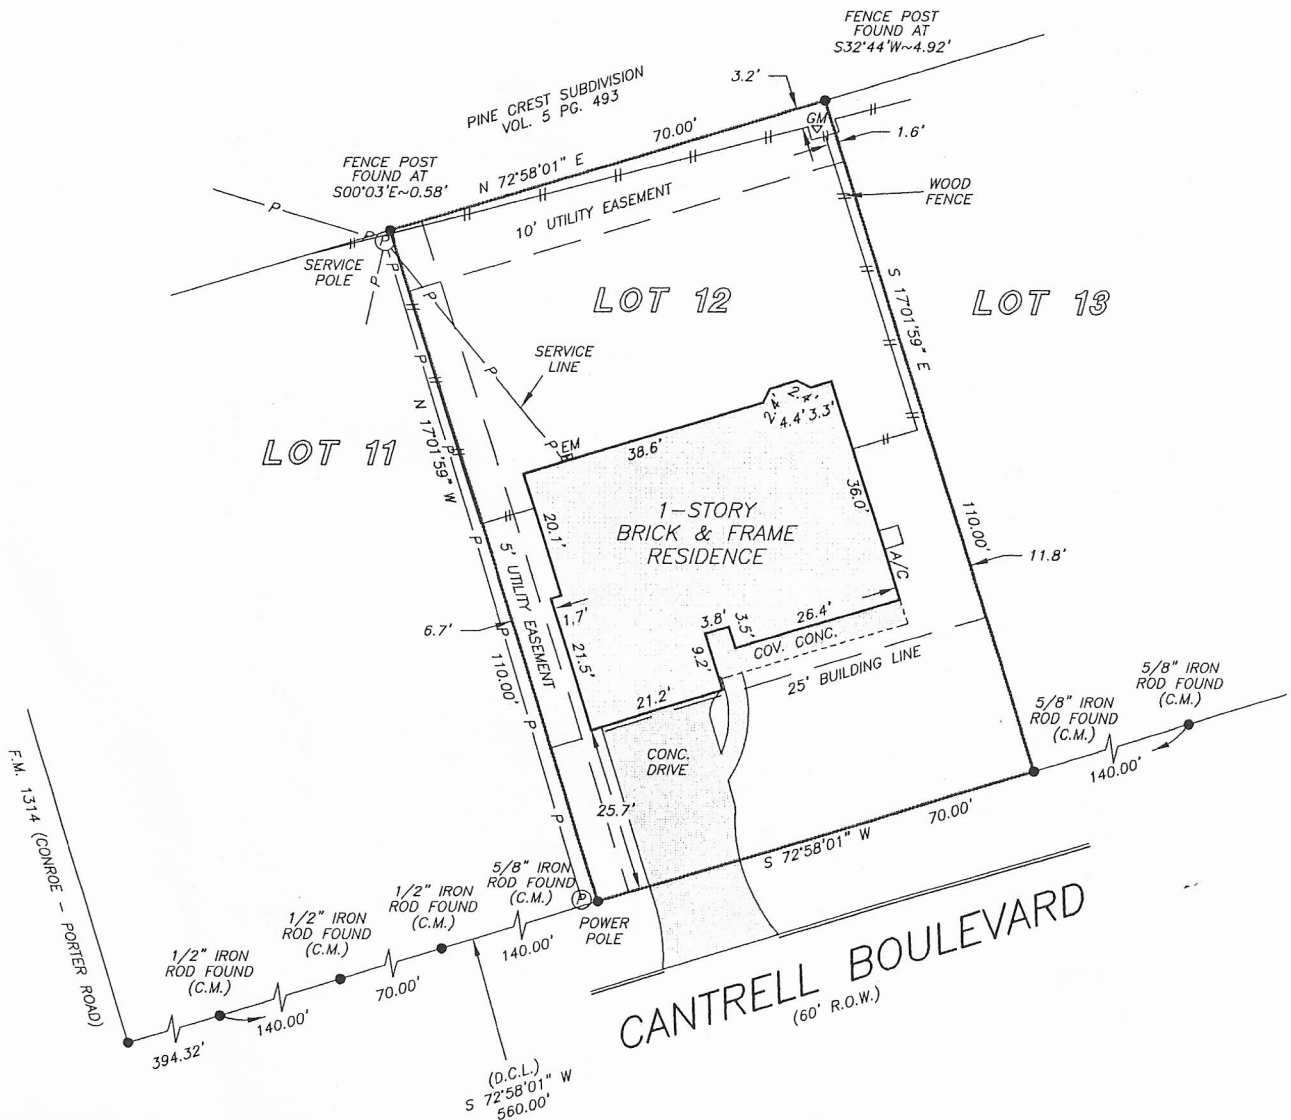 FENCE POST
FOUND AT
S32°44'W~4.92'
3.2'
PINE CREST SUBDIVISION
VOL. 5 PG. 493
70.00'
GM
1.6'
FENCE POST
FOUND AT
S00°03'E~0.58'
N 72°58'01" E
WOOD
FENCE
10' UTILITY EASEMENT
P
P
P
SERVICE
POLE
P
P
P
LOT 12
LOT 13
S 17°01'59" E
SERVICE
LINE
P
P
N 17°01'59" W
LOT 11
P
P
EM
38.6'
2.4'
2.4'
4.4'
3.3'
36.0'
1-STORY
BRICK & FRAME
RESIDENCE
20.1'
110.00'
11.8'
A/C
P
5' UTILITY EASEMENT
1.7'
6.7'
P
3.8'
3.5'
26.4'
COV. CONC.
9.2'
21.5'
110.00'
25' BUILDING LINE
21.2'
5/8" IRON
ROD FOUND
(C.M.)
5/8" IRON
ROD FOUND
(C.M.)
140.00'
P
CONC.
DRIVE
25.7'
P
70.00'
S 72°58'01" W
F.M. 1314 (CONROE - PORTER ROAD)
5/8" IRON
ROD FOUND
(C.M.)
P
POWER
POLE
1/2" IRON
ROD FOUND
(C.M.)
1/2" IRON
ROD FOUND
(C.M.)
1/2" IRON
ROD FOUND
(C.M.)
140.00'
70.00'
140.00'
394.32'
CANTRELL BOULEVARD
(60' R.O.W.)
(D.C.L.)
S 72°58'01" W
560.00'